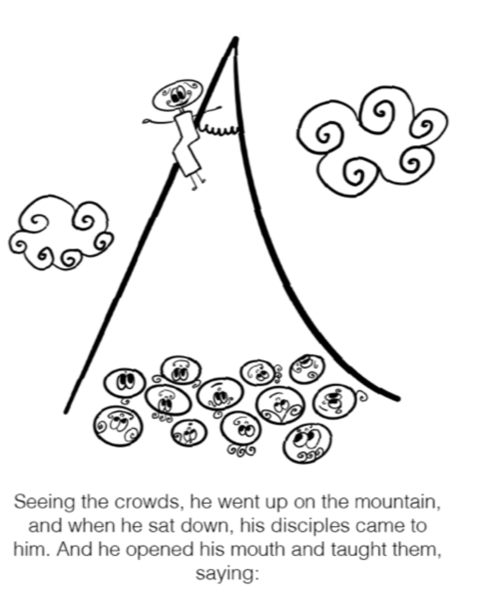 Seeing the crowds, he went up on the mountain,
and when he sat down, his disciples came to
him. And he opened his mouth and taught them,
saying: